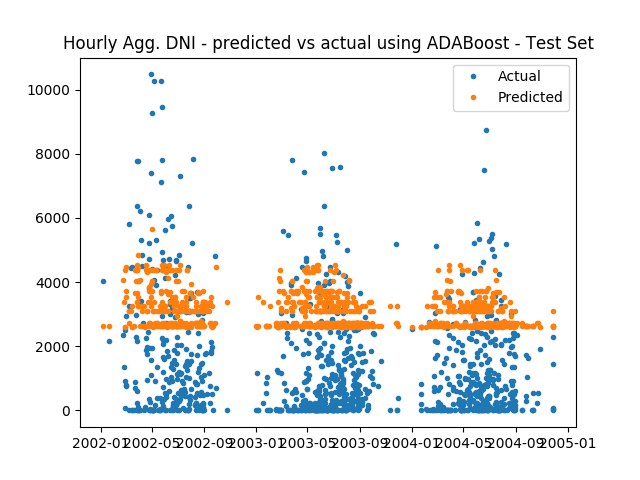 Hourly Agg. DNI - predicted vs actual using ADABoost - Test Set
Actual
Predicted
10000
8000
6000
4000
2000
0
2002-01 2002-05 2002-09 2003-01 2003-05 2003-09 2004-01 2004-05 2004-09 2005-01